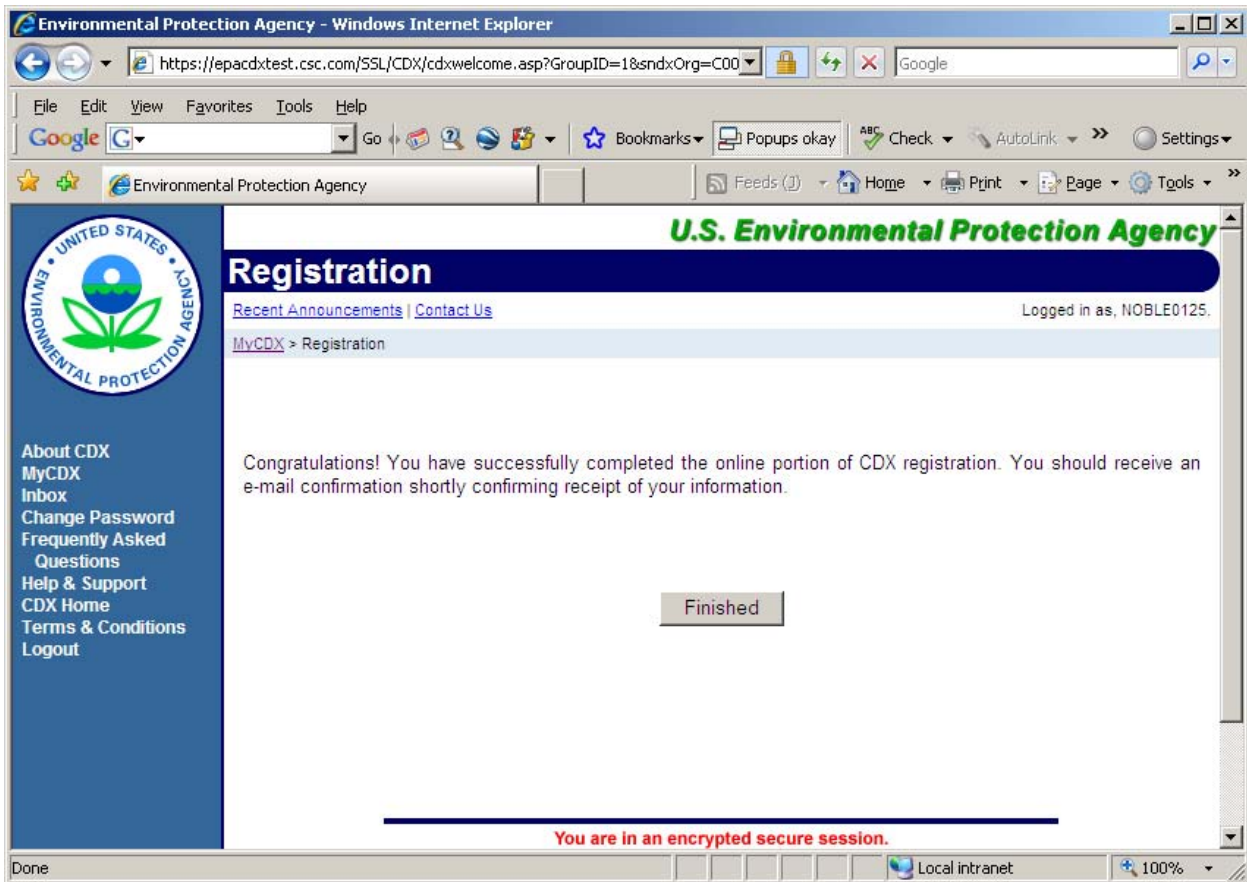 Environmental Protection Agency - Windows Internet Explorer
https://epacdxtest.csc.com/SSL/CDX/cdxwelcome.asp?GroupID=1&sndxOrg=C00
Google
File Edit View Favorites Tools Help
Google G Go Bookmarks Popups okay ABC Check AutoLink » Settings
Environmental Protection Agency Feeds (J) Home Print Page Tools »
UNITED STATES ENVIRONMENTAL PROTECTION AGENCY
U.S. Environmental Protection Agency
Registration
Recent Announcements | Contact Us Logged in as, NOBLE0125.
MyCDX > Registration
About CDX
MyCDX
Inbox
Change Password
Frequently Asked
Questions
Help & Support
CDX Home
Terms & Conditions
Logout
Congratulations! You have successfully completed the online portion of CDX registration. You should receive an
e-mail confirmation shortly confirming receipt of your information.
Finished
You are in an encrypted secure session.
Done Local intranet 100%